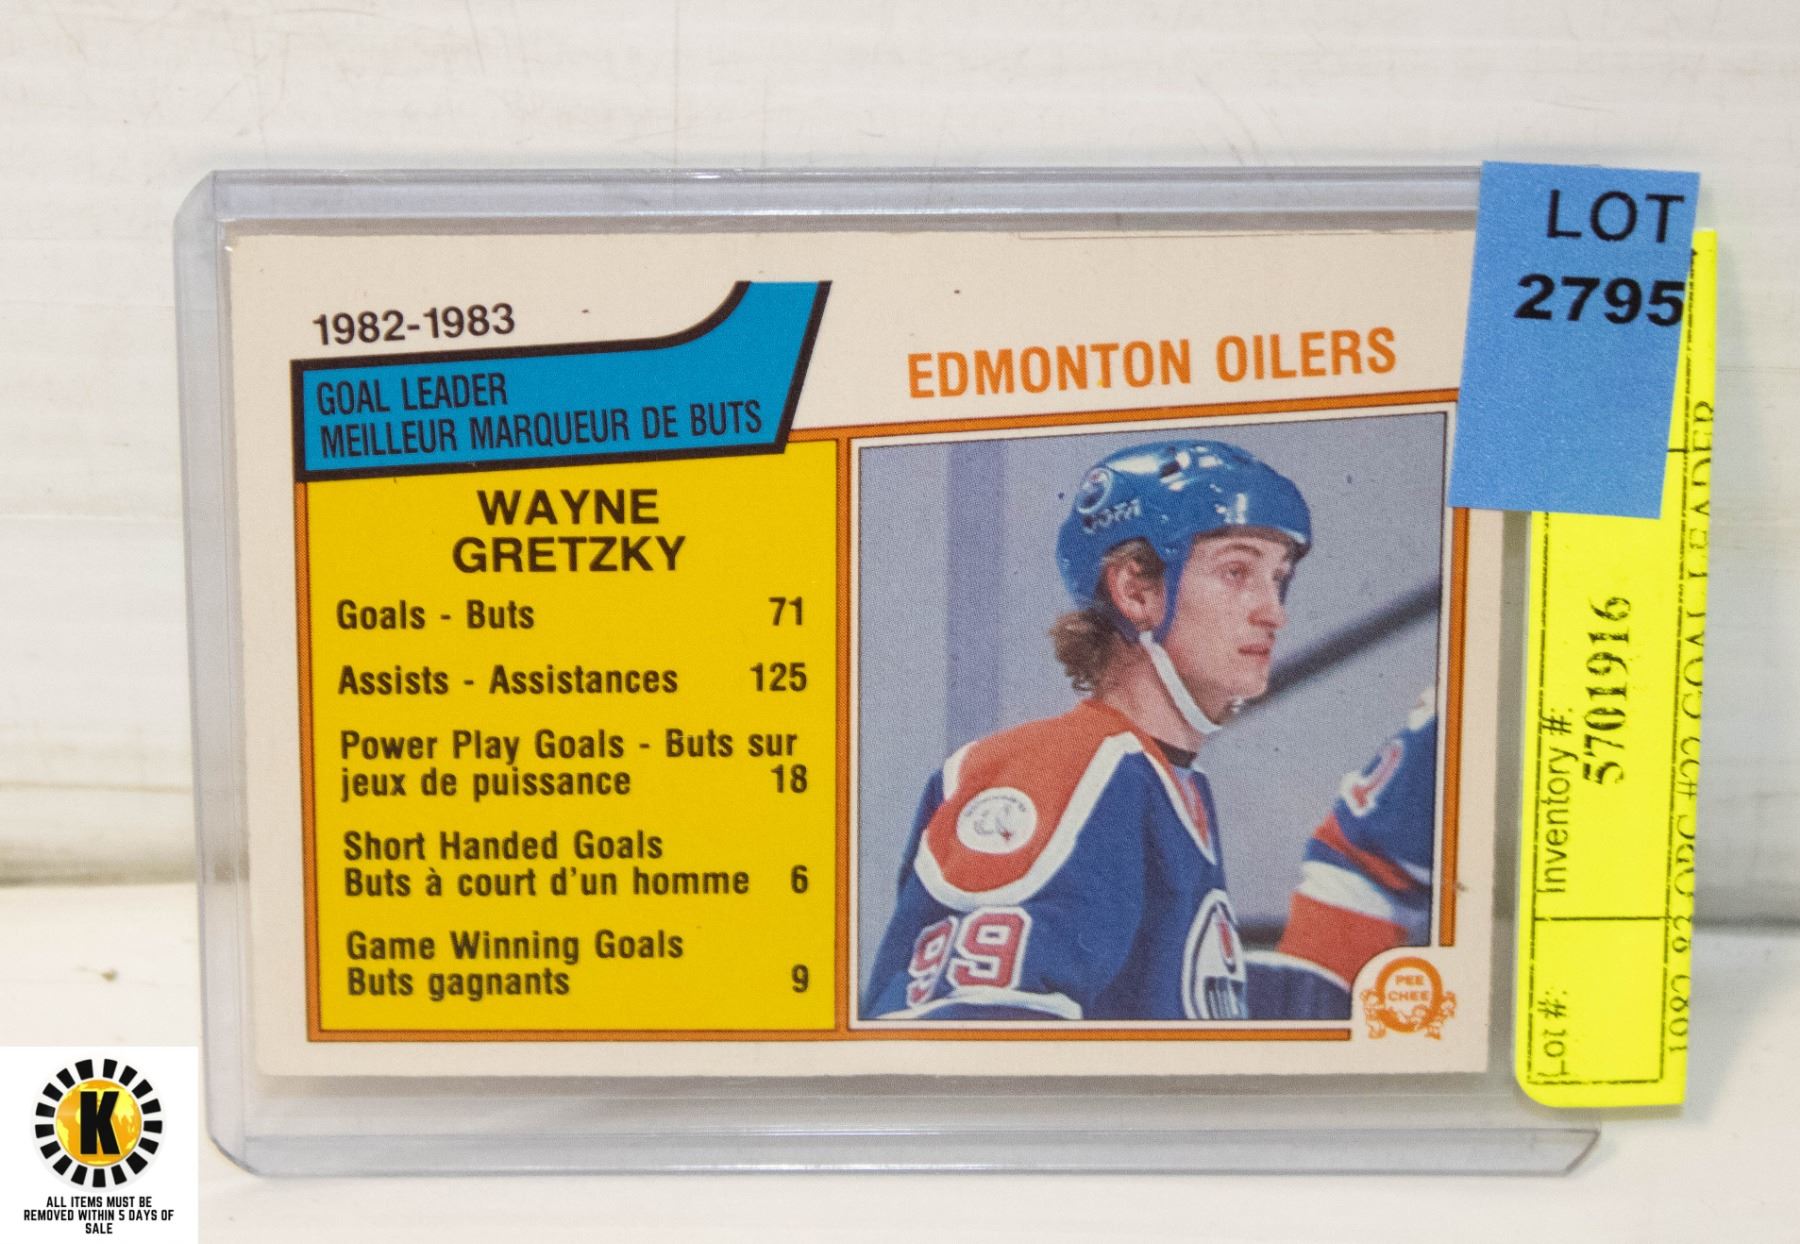 1982-1983
GOAL LEADER
MEILLEUR MARQUEUR DE BUTS
EDMONTON OILERS
WAYNE
GRETZKY
Goals - Buts 71
Assists - Assistances 125
Power Play Goals - Buts sur
jeux de puissance 18
Short Handed Goals
Buts à court d'un homme 6
Game Winning Goals
Buts gagnants 9
99
PEE
CHEE
LOT
2795
Inventory #:
5701916
Lot #:
LEADER
K
ALL ITEMS MUST BE
REMOVED WITHIN 5 DAYS OF
SALE